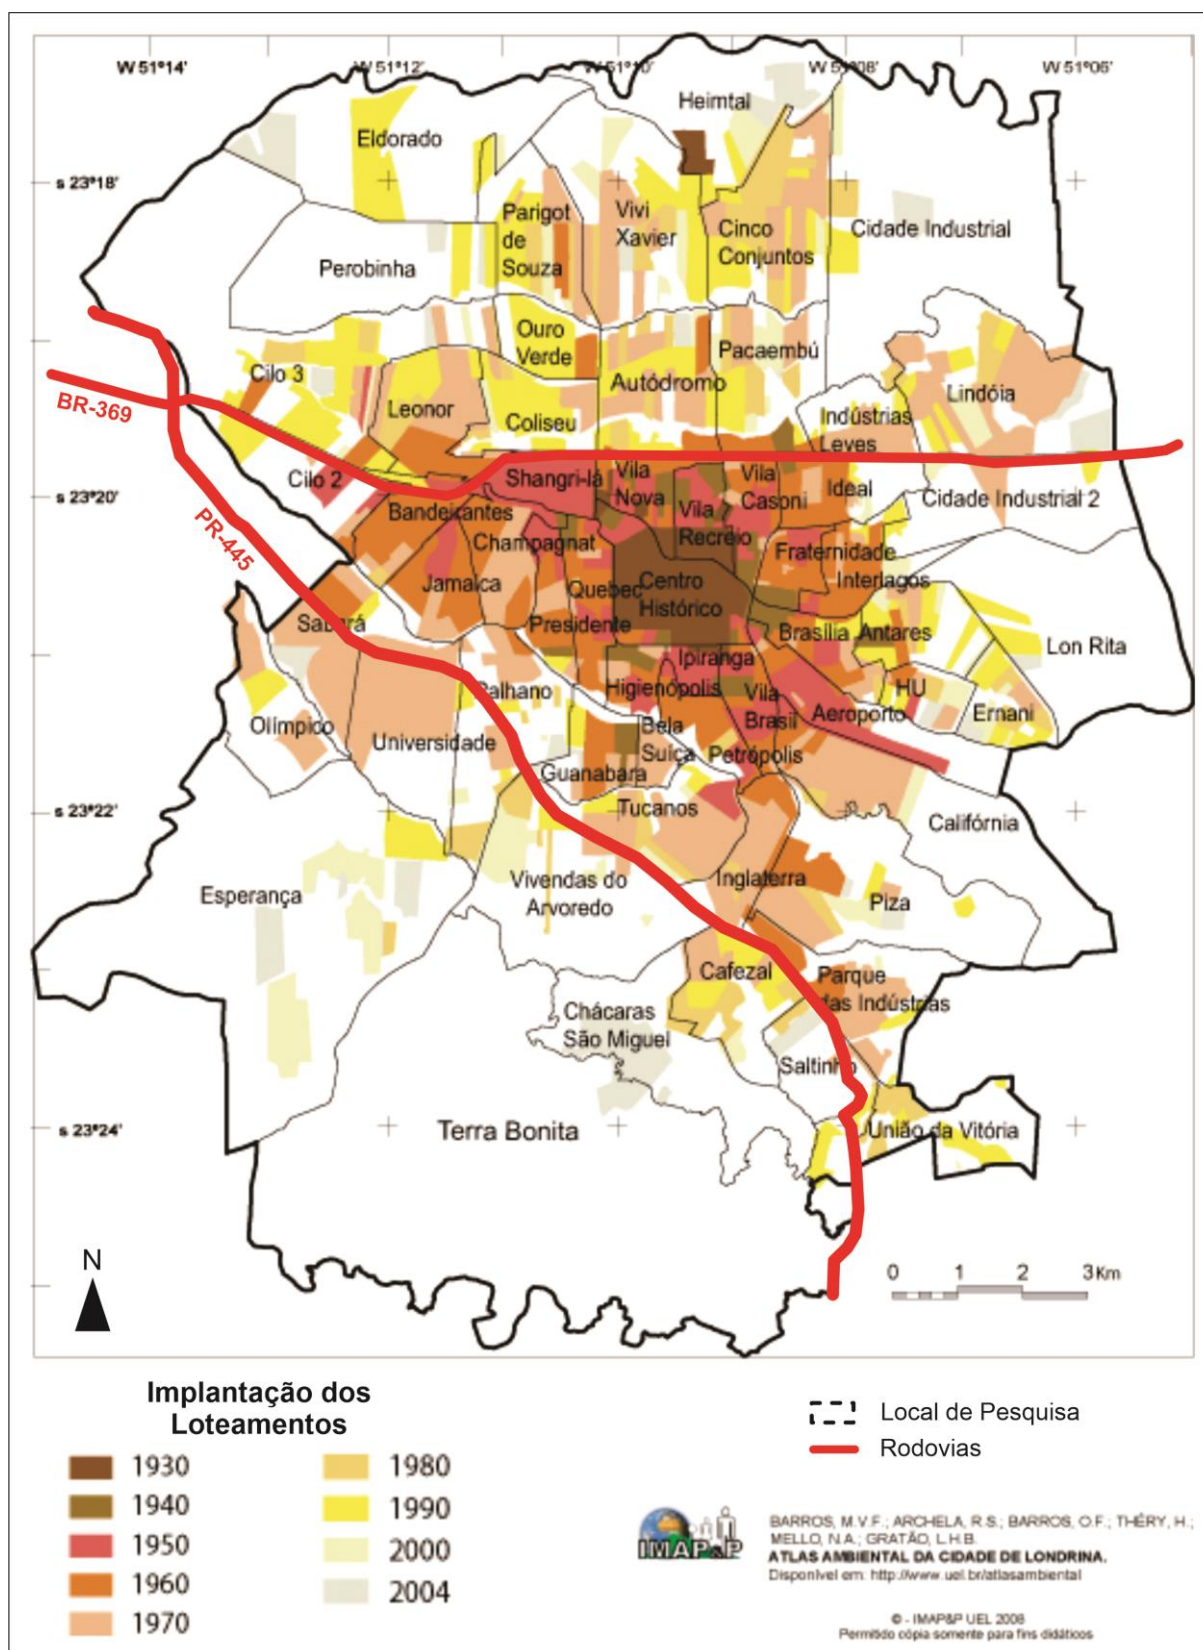 W 51°14'
W 51°12'
W 51°10'
W 51°08'
W 51°06'
Heimtal
Eldorado
s 23°18'
Parigot
de
Souza
Vivi
Xavier
Cinco
Conjuntos
Cidade Industrial
Perobinha
Ouro
Verde
Pacaembú
Cilo 3
Autódromo
Lindóia
BR-369
Leonor
Coliseu
Indústrias
Leves
s 23°20'
Cilo 2
Shangri-lá
Vila
Nova
Vila
Casoni
Ideal
Cidade Industrial 2
PR-445
Bandeirantes
Vila
Recreio
Champagnat
Fraternidade
Jamaica
Quebec
Centro
Histórico
Interlagos
Sabará
Presidente
Brasília
Antares
Lon Rita
Ipiranga
Balhano
Higienópolis
Vila
Brasil
HU
Aeroporto
Ernani
Olímpico
Universidade
Bela
Suíça
Petrópolis
Guanabara
s 23°22'
Tucanos
Califórnia
Esperança
Vivendas do
Arvoredo
Inglaterra
Piza
Cafezal
Parque
das Indústrias
Chácaras
São Miguel
Saltinho
s 23°24'
Terra Bonita
União da Vitória
N
0 1 2 3 Km
Implantação dos
Loteamentos
1930
1940
1950
1960
1970
1980
1990
2000
2004
Local de Pesquisa
Rodovias
IMAP&P
BARROS, M.V.F.; ARCHELA, R.S.; BARROS, O.F.; THÉRY, H.;
MELLO, N.A.; GRATÃO, L.H.B.
ATLAS AMBIENTAL DA CIDADE DE LONDRINA.
Disponível em: http://www.uel.br/atlasambiental
© - IMAP&P UEL 2008
Permitido cópia somente para fins didáticos